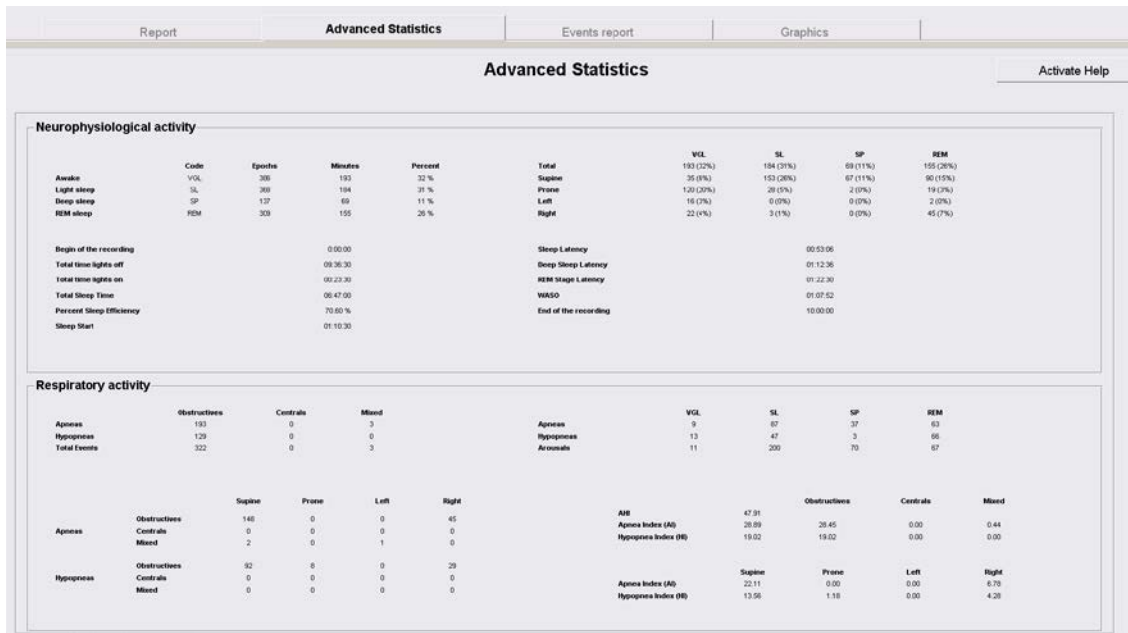 Report Advanced Statistics Events report Graphics
Advanced Statistics
Activate Help
Neurophysiological activity
Code Epochs Minutes Percent
Awake VGL 386 193 32 %
Light sleep SL 368 184 31 %
Deep sleep SP 137 69 11 %
REM sleep REM 309 155 26 %
VGL SL SP REM
Total 193 (32%) 184 (31%) 69 (11%) 155 (26%)
Supine 35 (6%) 153 (26%) 67 (11%) 90 (15%)
Prone 120 (20%) 28 (5%) 2 (0%) 19 (3%)
Left 16 (3%) 0 (0%) 0 (0%) 2 (0%)
Right 22 (4%) 3 (1%) 0 (0%) 45 (7%)
Begin of the recording 0:00:00
Total time lights off 09:36:30
Total time lights on 00:23:30
Total Sleep Time 06:47:00
Percent Sleep Efficiency 70.60 %
Sleep Start 01:10:30
Sleep Latency 00:53:06
Deep Sleep Latency 01:12:36
REM Stage Latency 01:22:30
WASO 01:07:52
End of the recording 10:00:00
Respiratory activity
Obstructives Centrals Mixed
Apneas 193 0 3
Hypopneas 129 0 0
Total Events 322 0 3
VGL SL SP REM
Apneas 9 87 37 63
Hypopneas 13 47 3 66
Arousals 11 200 70 67
Supine Prone Left Right
Apneas
Obstructives 148 0 0 45
Centrals 0 0 0 0
Mixed 2 0 1 0
Hypopneas
Obstructives 92 8 0 29
Centrals 0 0 0 0
Mixed 0 0 0 0
Obstructives Centrals Mixed
AHI 47.91
Apnea Index (AI) 28.89 28.45 0.00 0.44
Hypopnea Index (HI) 19.02 19.02 0.00 0.00
Supine Prone Left Right
Apnea Index (AI) 22.11 0.00 0.00 6.78
Hypopnea Index (HI) 13.56 1.18 0.00 4.28